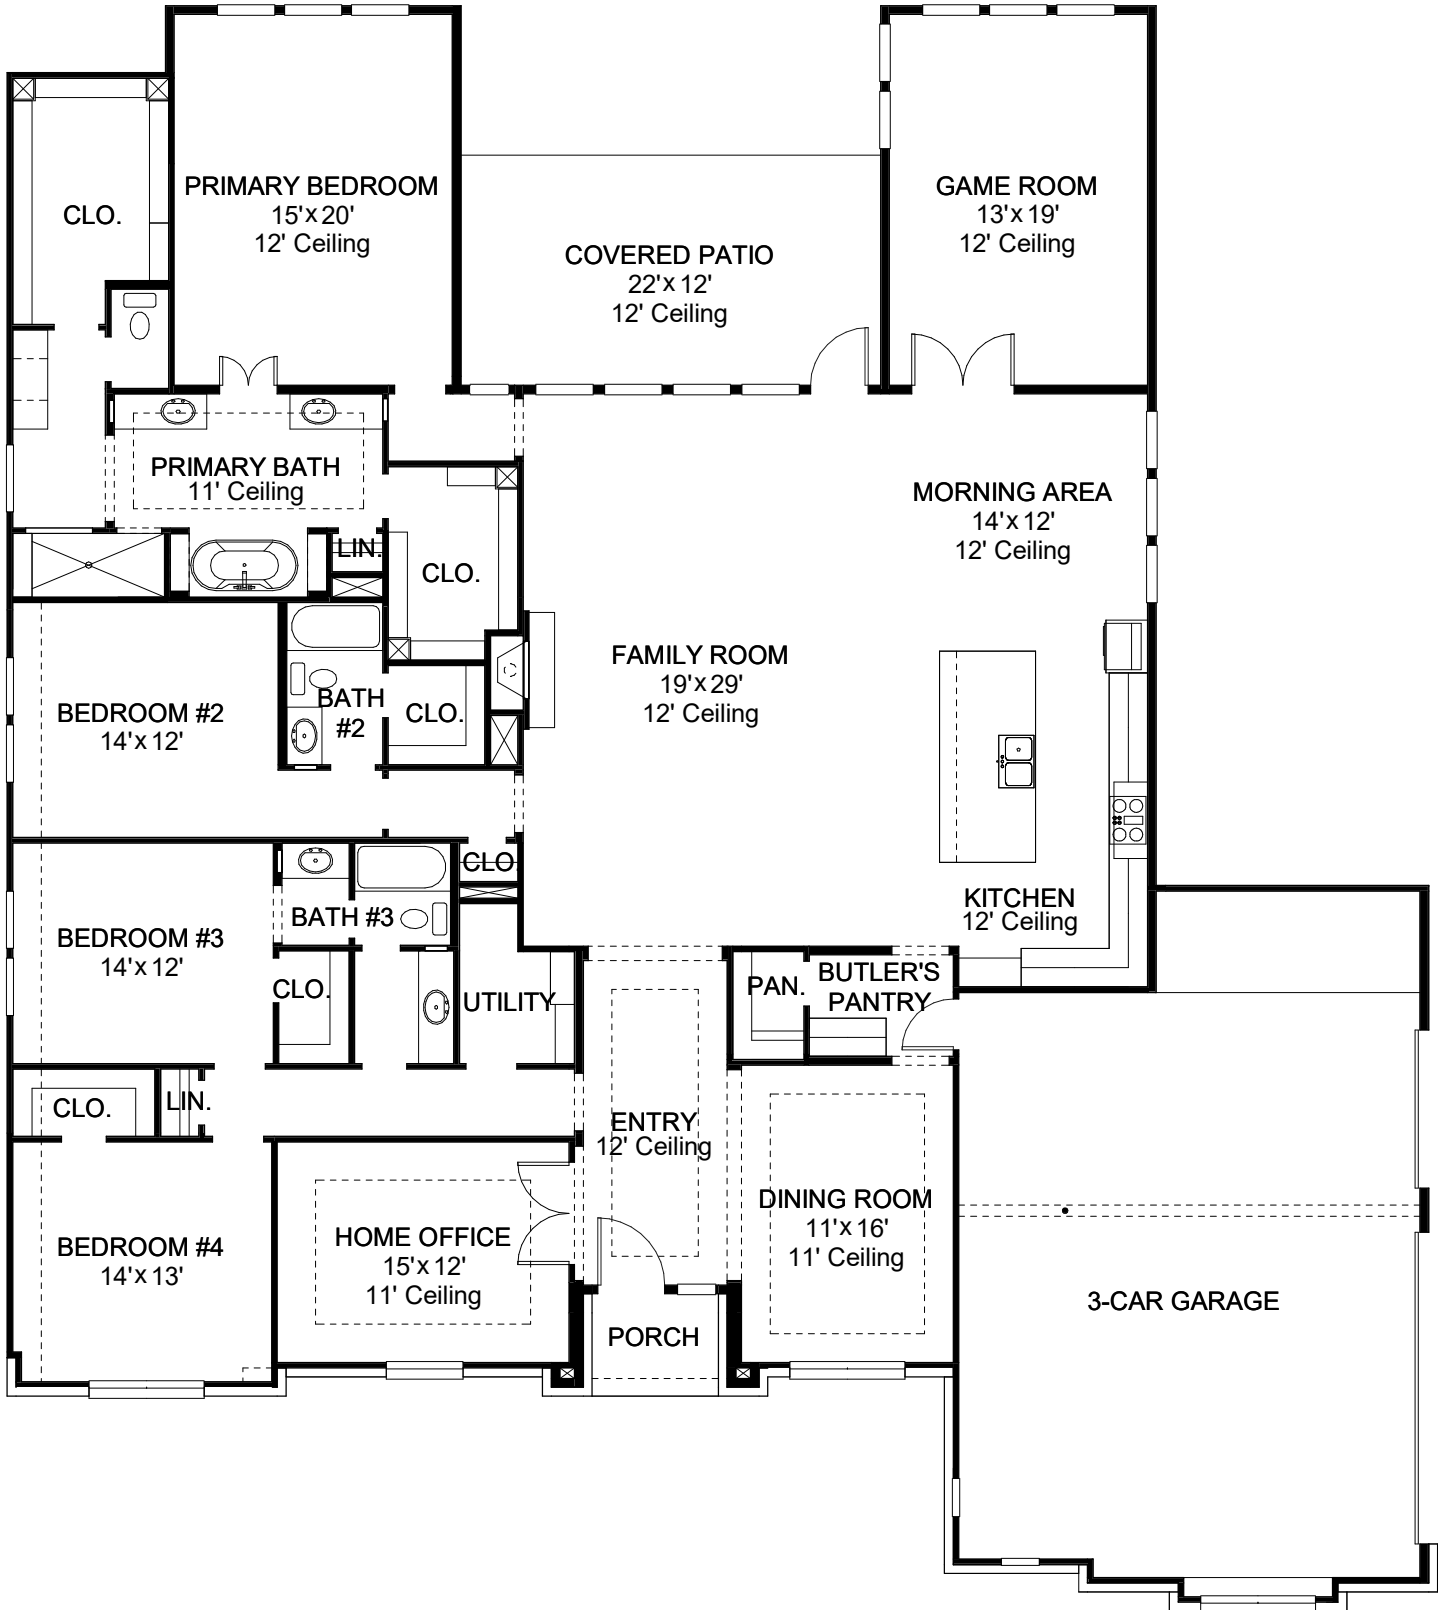 PRIMARY BEDROOM
15'x 20'
12' Ceiling
GAME ROOM
13'x 19'
12' Ceiling
CLO.
COVERED PATIO
22'x 12'
12' Ceiling
PRIMARY BATH
11' Ceiling
MORNING AREA
14'x 12'
12' Ceiling
LIN.
CLO.
FAMILY ROOM
19'x 29'
12' Ceiling
BEDROOM #2
14'x 12'
BATH
#2
CLO.
CLO
KITCHEN
12' Ceiling
BEDROOM #3
14'x 12'
BATH #3
CLO.
UTILITY
PAN.
BUTLER'S
PANTRY
CLO.
LIN.
ENTRY
12' Ceiling
DINING ROOM
11'x 16'
11' Ceiling
BEDROOM #4
14'x 13'
HOME OFFICE
15'x 12'
11' Ceiling
PORCH
3-CAR GARAGE